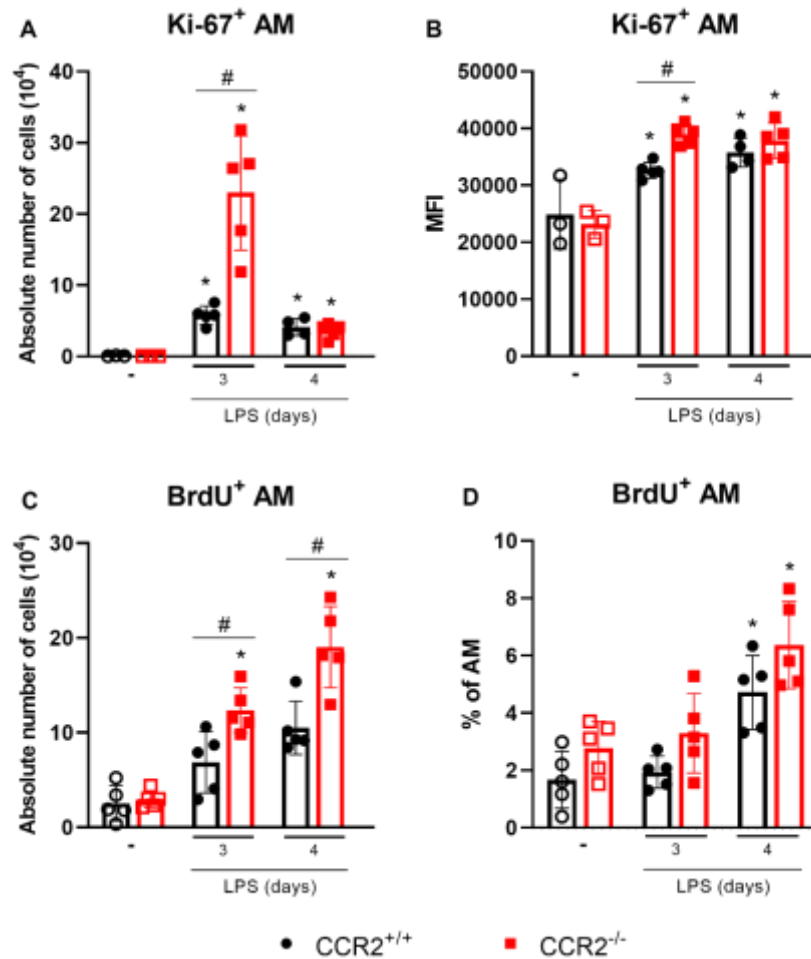 A
Ki-67+ AM
#
*
*
*
*
Absolute number of cells (10^4)
40
30
20
10
0
-
3
4
LPS (days)
B
Ki-67+ AM
#
*
*
*
*
MFI
50000
40000
30000
20000
10000
0
-
3
4
LPS (days)
C
BrdU+ AM
#
#
*
*
Absolute number of cells (10^4)
30
20
10
0
-
3
4
LPS (days)
D
BrdU+ AM
*
*
% of AM
10
8
6
4
2
0
-
3
4
LPS (days)
CCR2+/+
CCR2-/-